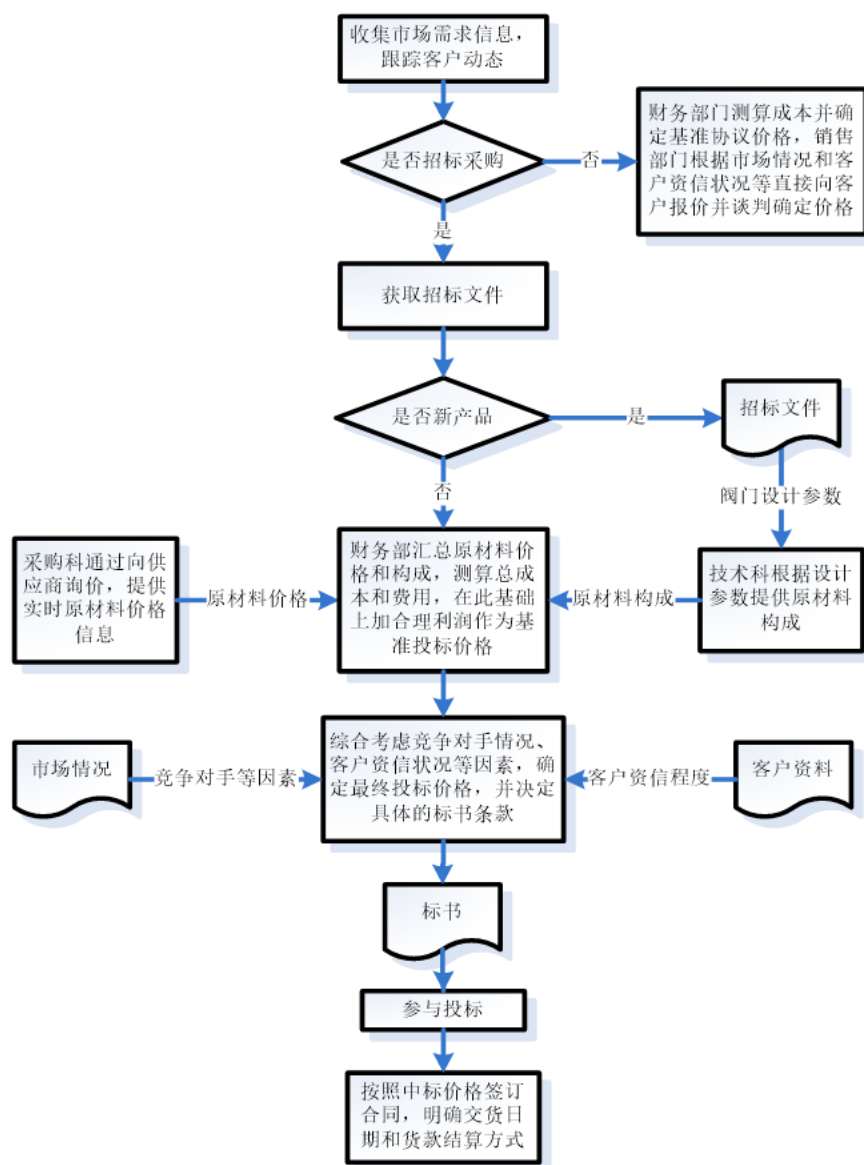 收集市场需求信息，
跟踪客户动态
是否招标采购
否
财务部门测算成本并确
定基准协议价格，销售
部门根据市场情况和客
户资信状况等直接向客
户报价并谈判确定价格
是
获取招标文件
是否新产品
是
招标文件
否
阀门设计参数
采购科通过向供
应商询价，提供
实时原材料价格
信息
原材料价格
财务部汇总原材料价
格和构成，测算总成
本和费用，在此基础
上加合理利润作为基
准投标价格
原材料构成
技术科根据设计
参数提供原材料
构成
市场情况
竞争对手等因素
综合考虑竞争对手情况、
客户资信状况等因素，确
定最终投标价格，并决定
具体的标书条款
客户资信程度
客户资料
标书
参与投标
按照中标价格签订
合同，明确交货日
期和货款结算方式